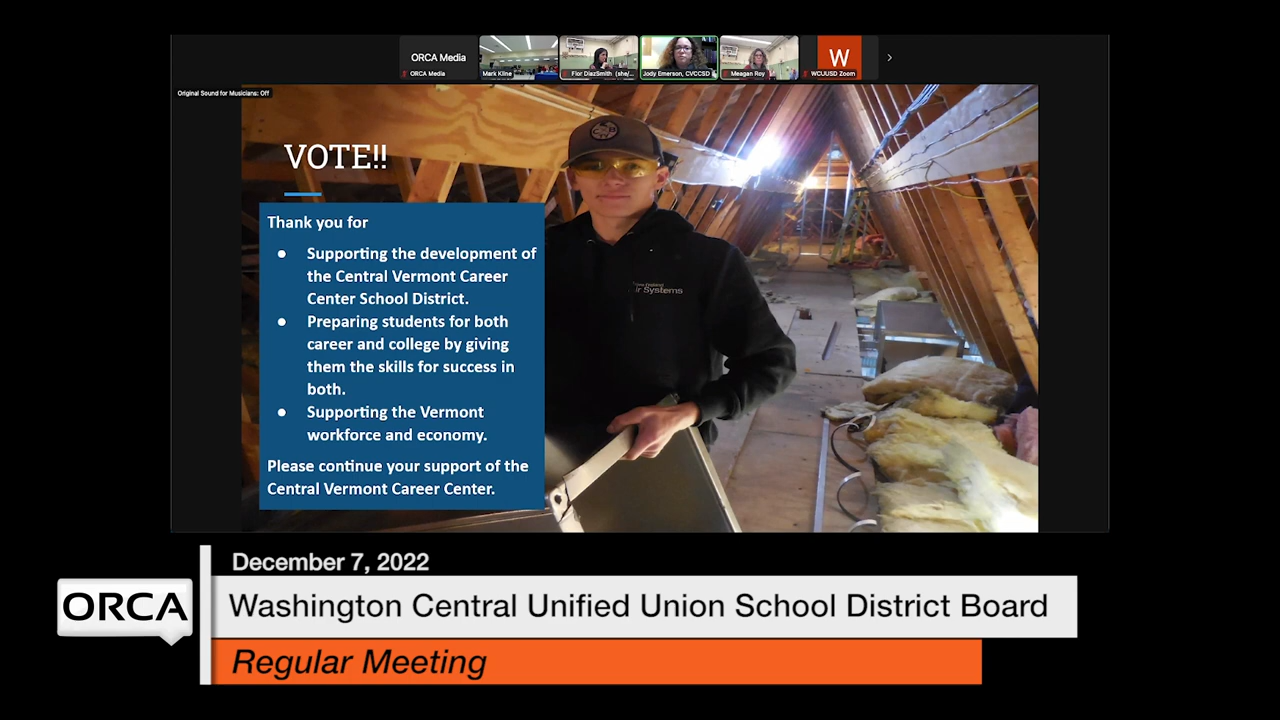 ORCA Media
ORCA Media
Mark Kline
Flor DiazSmith (she/...
Jody Emerson, CVCCSD
Meagan Roy
W
WCUUSD Zoom
Original Sound for Musicians: Off
VOTE!!
Thank you for
● Supporting the development of
the Central Vermont Career
Center School District.
● Preparing students for both
career and college by giving
them the skills for success in
both.
● Supporting the Vermont
workforce and economy.
Please continue your support of the
Central Vermont Career Center.
Systems
December 7, 2022
ORCA
Washington Central Unified Union School District Board
Regular Meeting